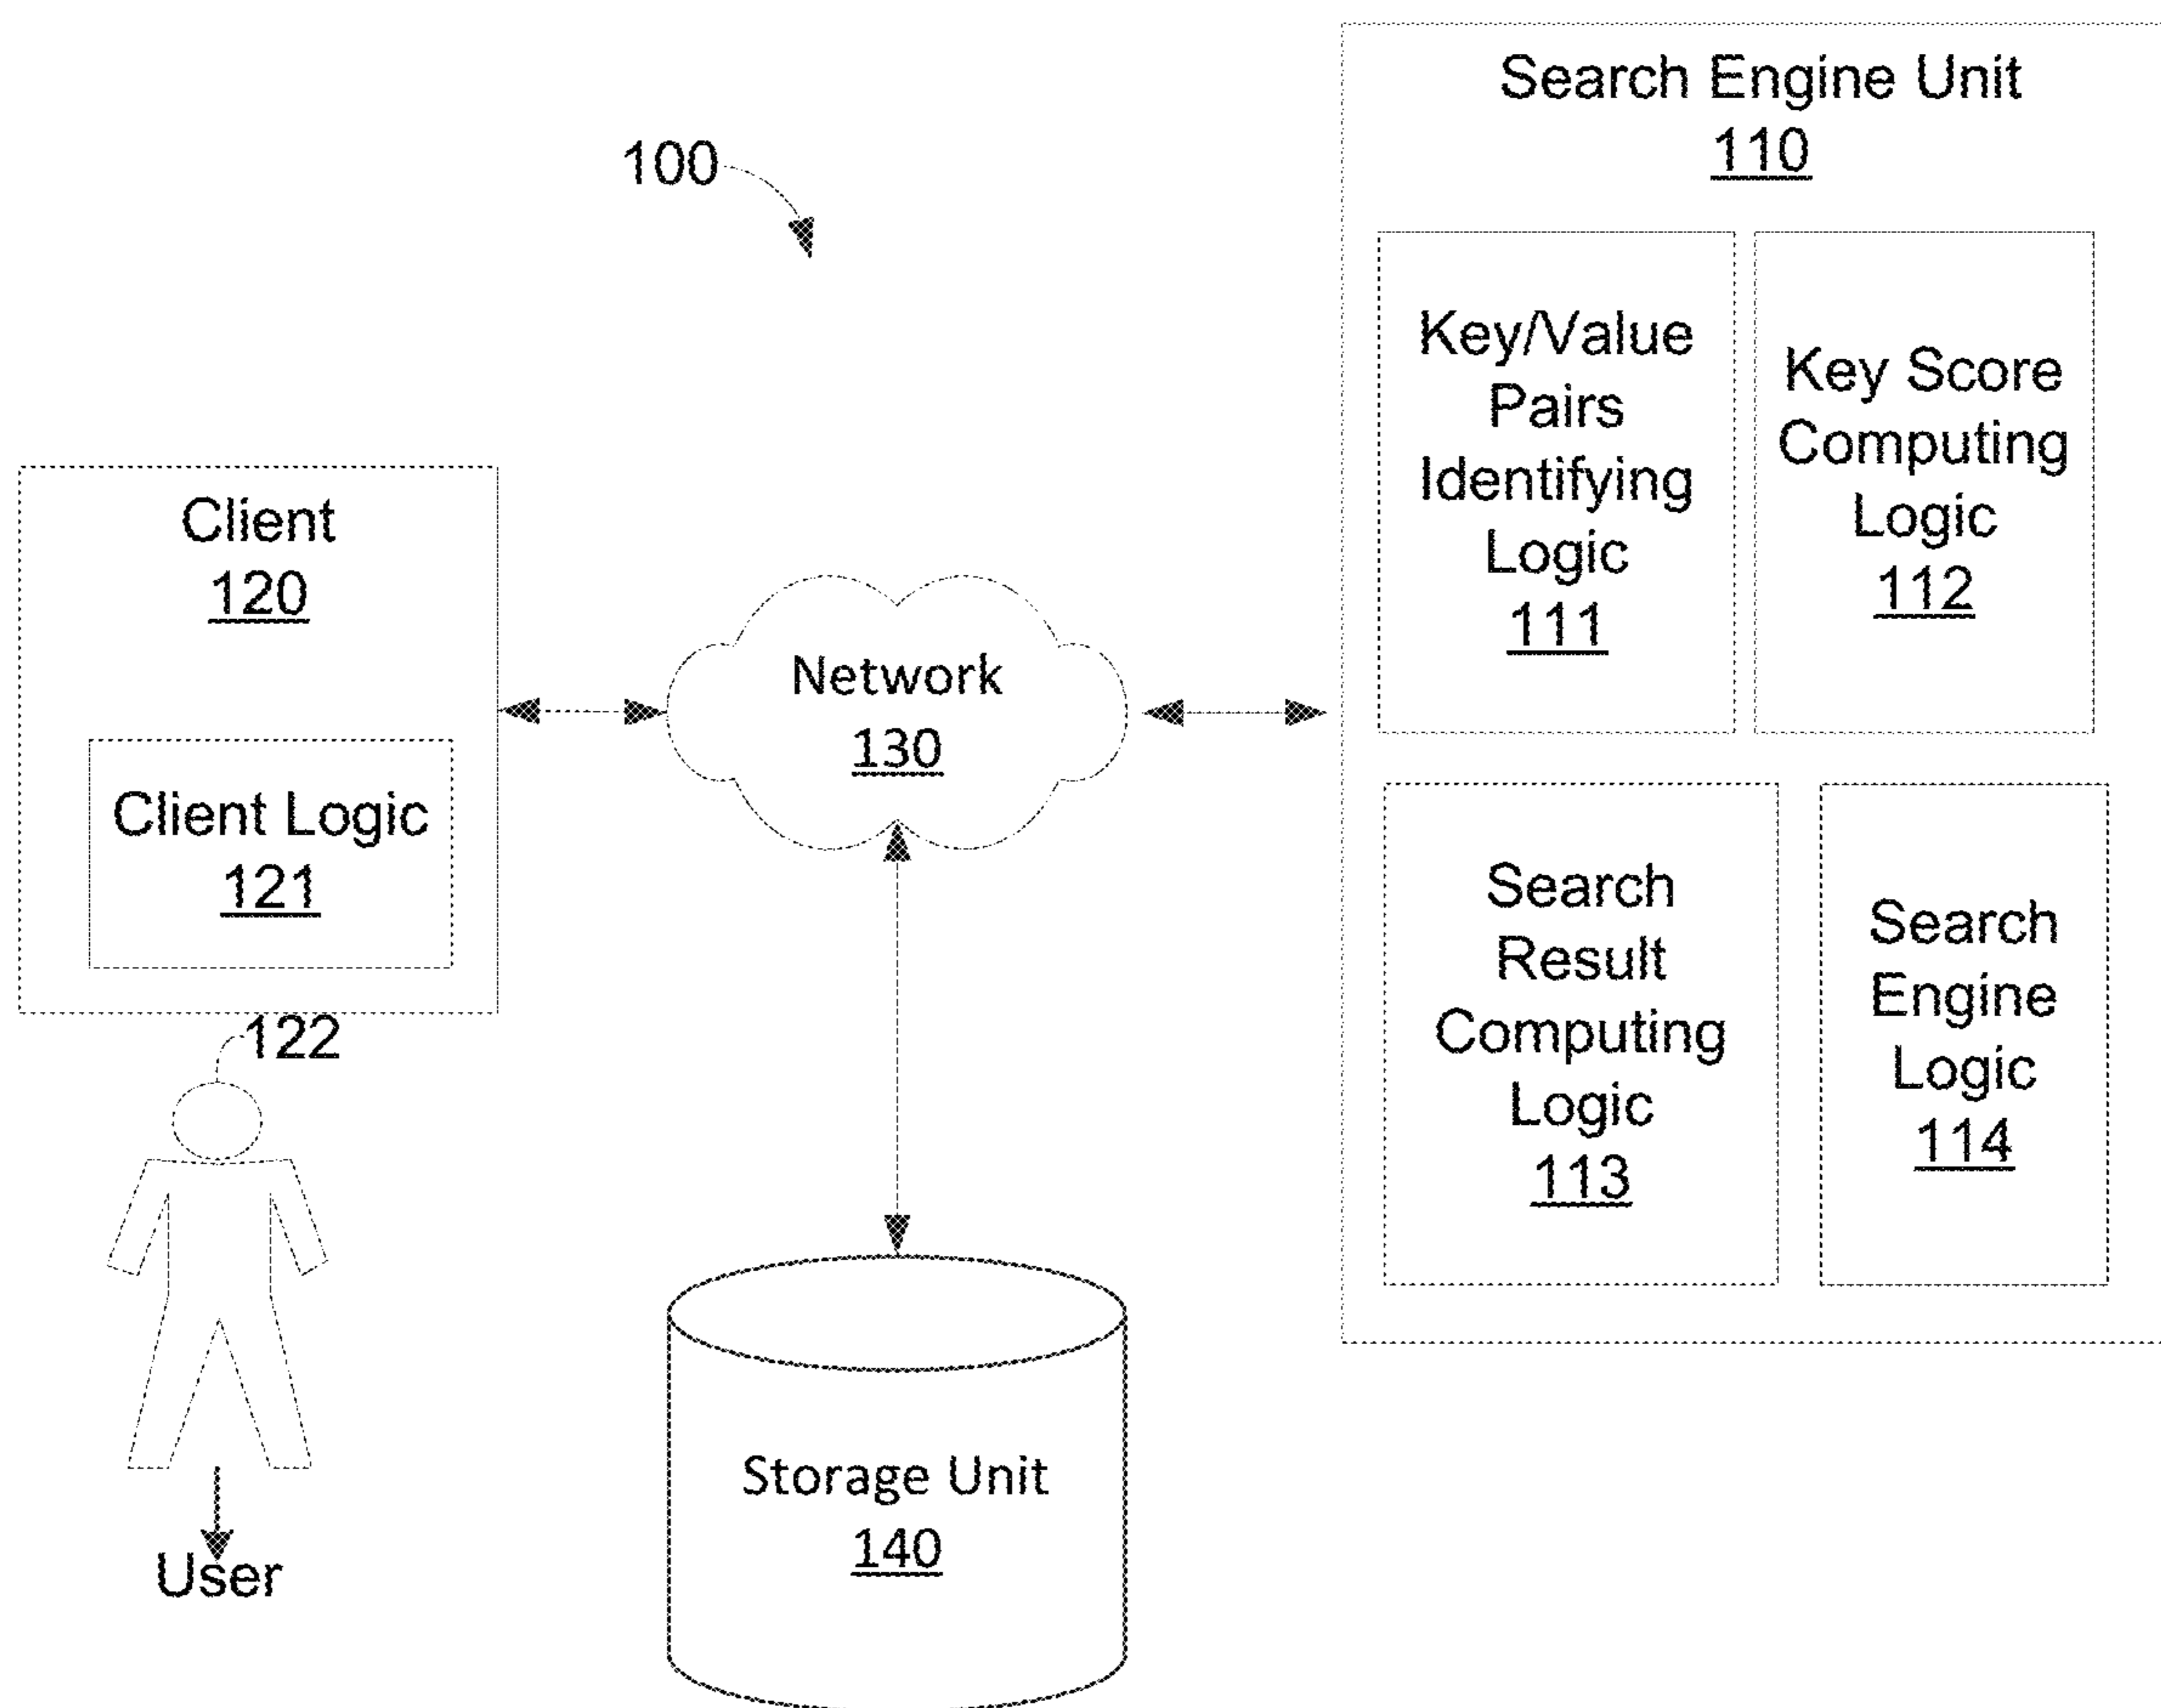 100
Search Engine Unit
110
Key/Value
Pairs
Identifying
Logic
111
Key Score
Computing
Logic
112
Client
120
Client Logic
121
122
User
Network
130
Storage Unit
140
Search
Result
Computing
Logic
113
Search
Engine
Logic
114